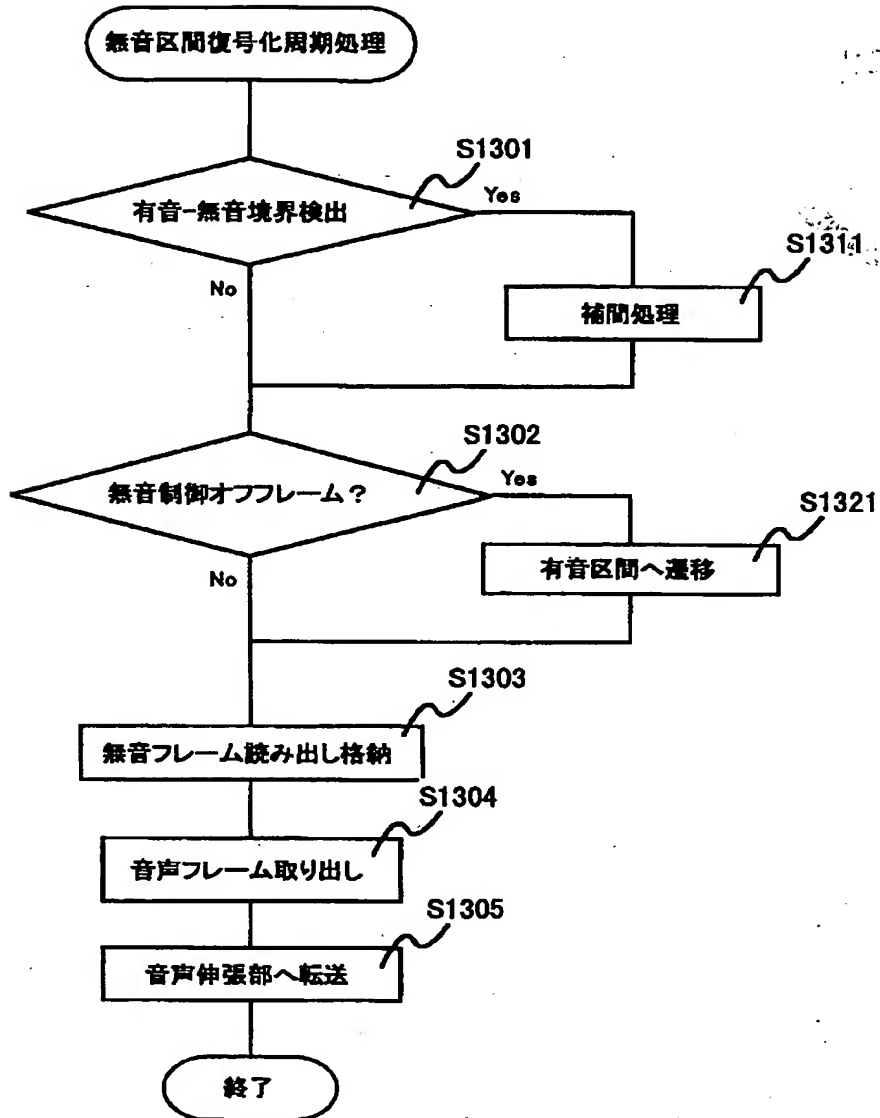 無音区間復号化周期処理
S1301
有音-無音境界検出
Yes
No
S1311
補間処理
S1302
無音制御オフフレーム?
Yes
No
S1321
有音区間へ遷移
S1303
無音フレーム読み出し格納
S1304
音声フレーム取り出し
S1305
音声伸張部へ転送
終了